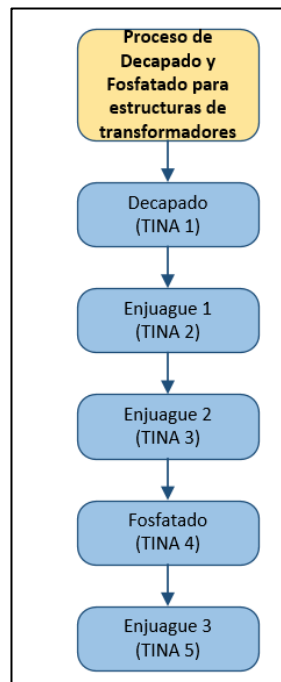 Proceso de
Decapado y
Fosfatado para
estructuras de
transformadores
Decapado
(TINA 1)
Enjuague 1
(TINA 2)
Enjuague 2
(TINA 3)
Fosfatado
(TINA 4)
Enjuague 3
(TINA 5)